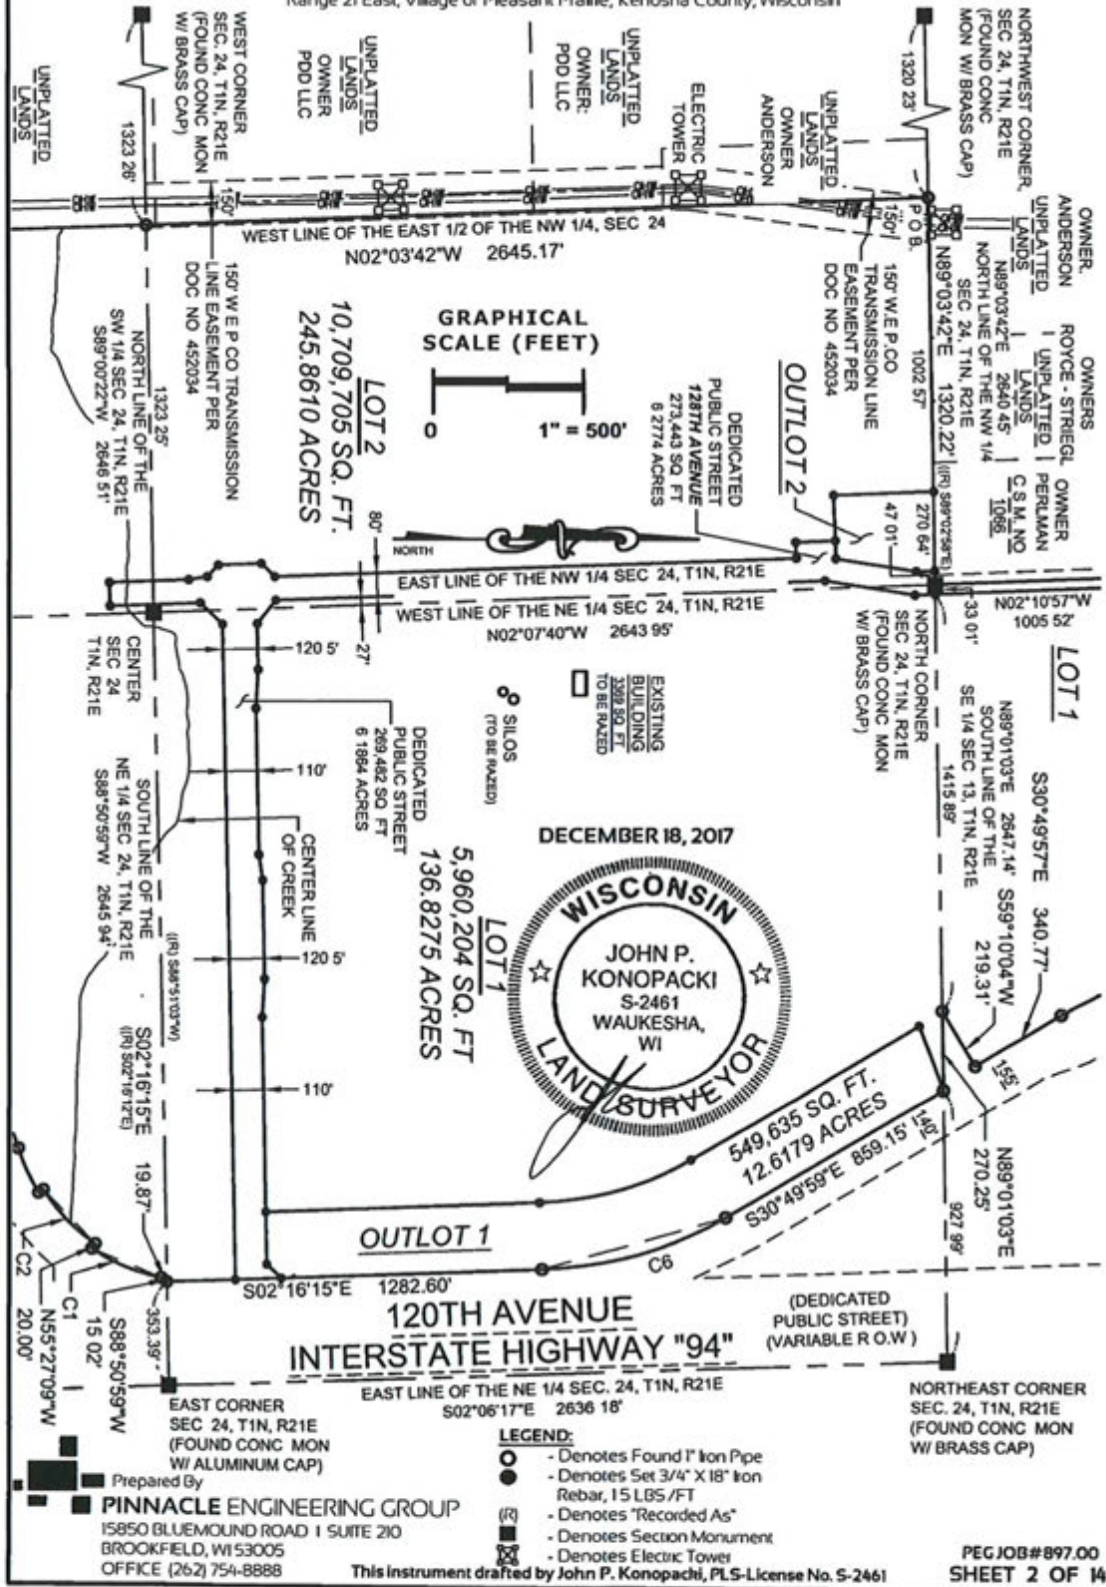 Range 21 East, Village of Pleasant Prairie, Kenosha County, Wisconsin
WEST CORNER
SEC. 24, T1N, R21E
(FOUND CONC MON
W/ BRASS CAP)
UNPLATTED
LANDS
1323 26'
UNPLATTED
LANDS
OWNER
PDD LLC
UNPLATTED
LANDS
OWNER:
PDD LLC
ELECTRIC
TOWER
UNPLATTED
LANDS
OWNER
ANDERSON
1320 23'
NORTHWEST CORNER,
SEC 24, T1N, R21E
(FOUND CONC
MON W/ BRASS CAP)
OWNER.
ANDERSON
UNPLATTED
LANDS
OWNERS
ROYCE - STRIEGL
UNPLATTED
LANDS
OWNER
PERLMAN
C.S.M. NO
1066
N89°03'42"E 2640 45'
NORTH LINE OF THE NW 1/4
SEC 24, T1N, R21E
N89°03'42"E 1320.22'
((R) S89°02'58"E)
P O B.
150'
150'
WEST LINE OF THE EAST 1/2 OF THE NW 1/4, SEC 24
N02°03'42"W 2645.17'
150' W E P CO TRANSMISSION
LINE EASEMENT PER
DOC NO 452034
150' W.E P.CO
TRANSMISSION LINE
EASEMENT PER
DOC NO 452034
1002 57'
270 64'
47 01'
GRAPHICAL
SCALE (FEET)
0
1" = 500'
LOT 2
10,709,705 SQ. FT.
245.8610 ACRES
1323 25'
NORTH LINE OF THE
SW 1/4 SEC 24, T1N, R21E
S89°00'22"W 2646 51'
OUTLOT 2
DEDICATED
PUBLIC STREET
128TH AVENUE
273,443 SQ FT
6 2774 ACRES
80'
NORTH
EAST LINE OF THE NW 1/4 SEC 24, T1N, R21E
WEST LINE OF THE NE 1/4 SEC 24, T1N, R21E
N02°07'40"W 2643 95'
27'
N02°10'57"W
1005 52'
33 01'
LOT 1
CENTER
SEC 24
T1N, R21E
NORTH CORNER
SEC 24, T1N, R21E
(FOUND CONC MON
W/ BRASS CAP)
120 5'
EXISTING
BUILDING
3369 SQ FT
TO BE RAZED
SILOS
(TO BE RAZED)
DEDICATED
PUBLIC STREET
269,482 SQ FT
6 1864 ACRES
110'
CENTER LINE
OF CREEK
120 5'
110'
SOUTH LINE OF THE
NE 1/4 SEC 24, T1N, R21E
S88°50'59"W 2645 94'
((R) S88°51'03"W)
N89°01'03"E 2647.14'
SOUTH LINE OF THE
SE 1/4 SEC 13, T1N, R21E
1415 89'
S30°49'57"E 340.77'
S59°10'04"W
219.31'
155'
DECEMBER 18, 2017
WISCONSIN
JOHN P.
KONOPACKI
S-2461
WAUKESHA,
WI
LAND SURVEYOR
LOT 1
5,960,204 SQ. FT
136.8275 ACRES
549,635 SQ. FT.
12.6179 ACRES
140'
S30°49'59"E 859.15'
N89°01'03"E
270.25'
927 99'
S02°16'15"E 19.87'
((R) S02°16'12"E)
OUTLOT 1
C6
C2
C1
N55°27'09"W
20.00'
S88°50'59"W
15 02'
353.39'
S02°16'15"E 1282.60'
120TH AVENUE
INTERSTATE HIGHWAY "94"
(DEDICATED
PUBLIC STREET)
(VARIABLE R O.W )
EAST LINE OF THE NE 1/4 SEC. 24, T1N, R21E
S02°06'17"E 2636 18'
EAST CORNER
SEC 24, T1N, R21E
(FOUND CONC MON
W/ ALUMINUM CAP)
NORTHEAST CORNER
SEC. 24, T1N, R21E
(FOUND CONC MON
W/ BRASS CAP)
LEGEND:
- Denotes Found 1" Iron Pipe
- Denotes Set 3/4" X 18" Iron
Rebar, 1 5 LBS /FT
(R) - Denotes "Recorded As"
- Denotes Section Monument
- Denotes Electric Tower
Prepared By
PINNACLE ENGINEERING GROUP
15850 BLUEMOUND ROAD I SUITE 210
BROOKFIELD, WI 53005
OFFICE (262) 754-8888
This instrument drafted by John P. Konopacki, PLS-License No. S-2461
PEG JOB#897.00
SHEET 2 OF 14